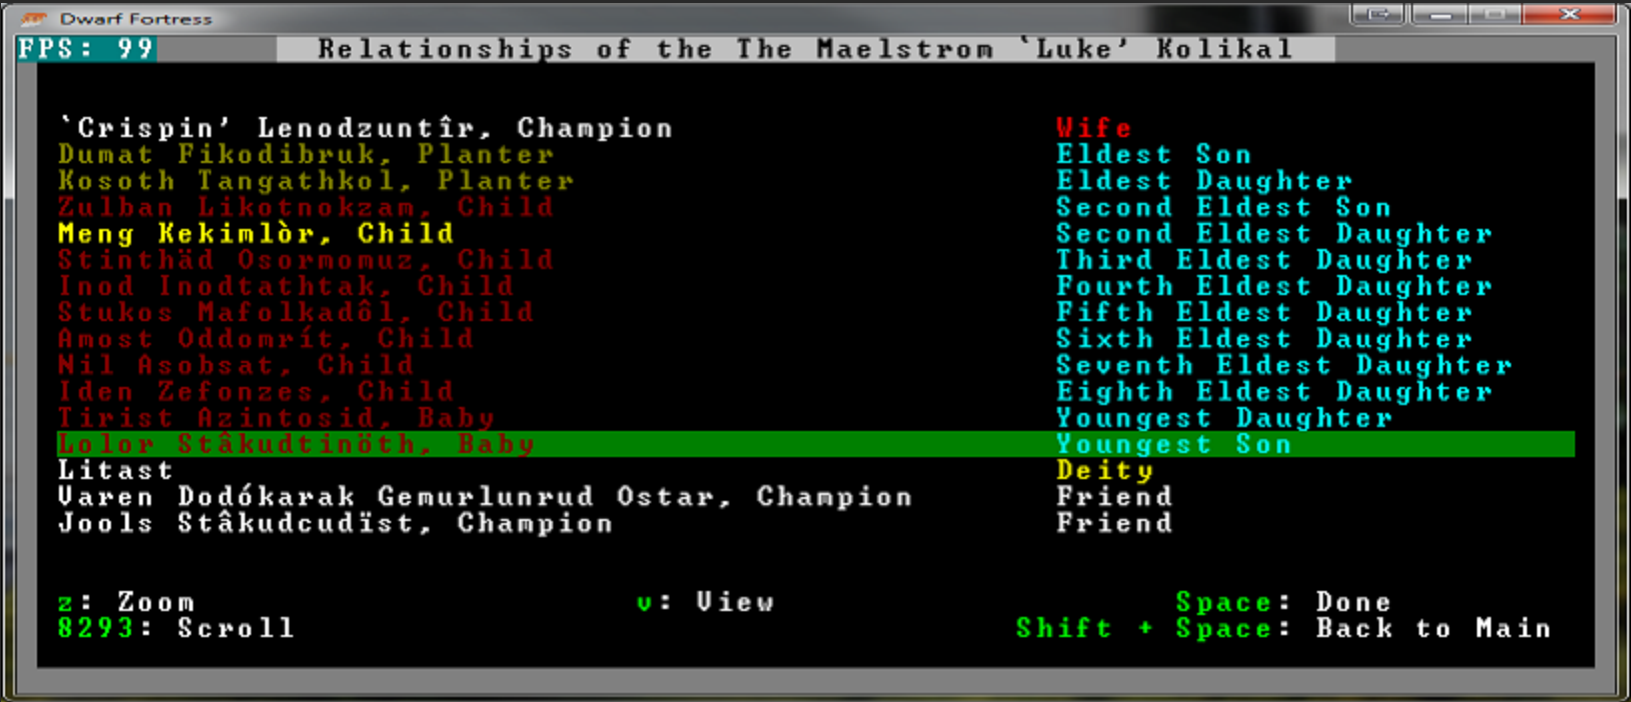 Dwarf Fortress
FPS: 99 Relationships of the The Maelstrom `Luke' Kolikal
`Crispin' Lenodzuntîr, Champion Wife
Dumat Fikodibruk, Planter Eldest Son
Kosoth Tangathkol, Planter Eldest Daughter
Zulban Likotnokzam, Child Second Eldest Son
Meng Kekimlòr, Child Second Eldest Daughter
Stinthäd Osormomuz, Child Third Eldest Daughter
Inod Inodtathtak, Child Fourth Eldest Daughter
Stukos Mafolkadôl, Child Fifth Eldest Daughter
Amost Oddomrít, Child Sixth Eldest Daughter
Nil Asobsat, Child Seventh Eldest Daughter
Iden Zefonzes, Child Eighth Eldest Daughter
Tirist Azintosid, Baby Youngest Daughter
Lolor Stâkudtinöth, Baby Youngest Son
Litast Deity
Varen Dodókarak Gemurlunrud Ostar, Champion Friend
Jools Stâkudcudïst, Champion Friend
z: Zoom v: View Space: Done
8293: Scroll Shift + Space: Back to Main